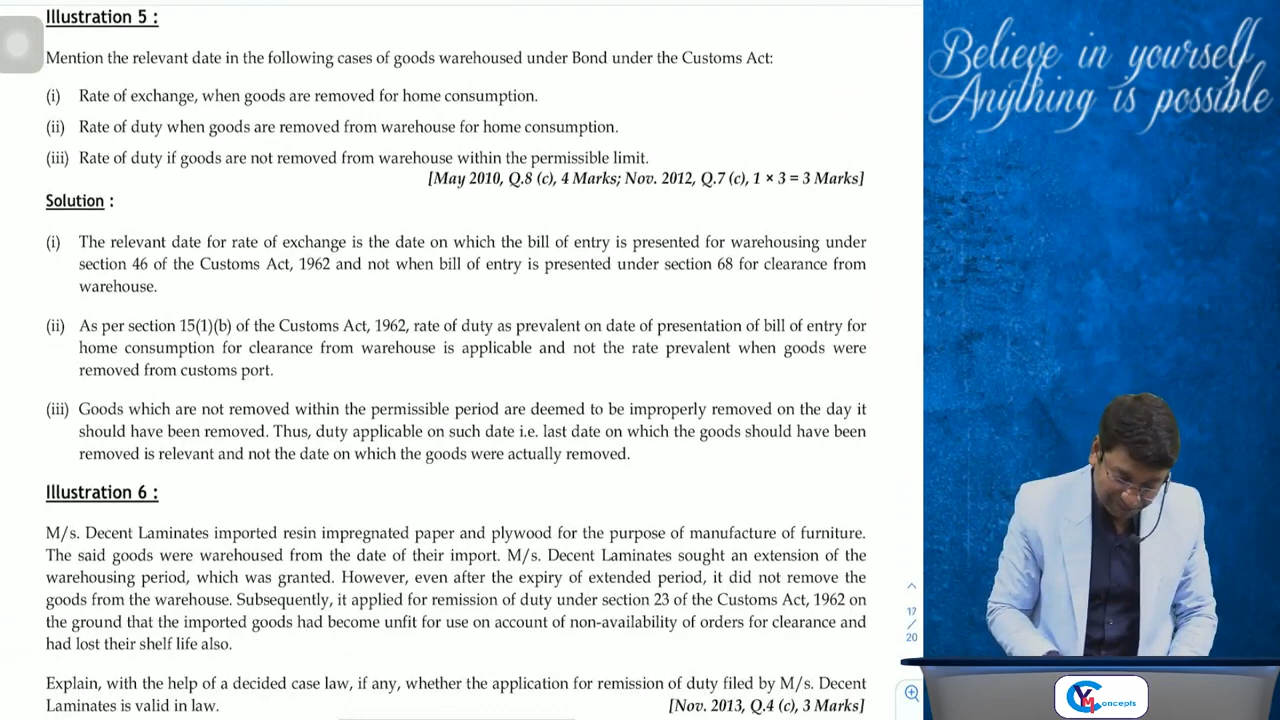 Illustration 5 :
Mention the relevant date in the following cases of goods warehoused under Bond under the Customs Act:
(i) Rate of exchange, when goods are removed for home consumption.
(ii) Rate of duty when goods are removed from warehouse for home consumption.
(iii) Rate of duty if goods are not removed from warehouse within the permissible limit.
[May 2010, Q.8 (c), 4 Marks; Nov. 2012, Q.7 (c), 1 × 3 = 3 Marks]
Solution :
(i) The relevant date for rate of exchange is the date on which the bill of entry is presented for warehousing under
section 46 of the Customs Act, 1962 and not when bill of entry is presented under section 68 for clearance from
warehouse.
(ii) As per section 15(1)(b) of the Customs Act, 1962, rate of duty as prevalent on date of presentation of bill of entry for
home consumption for clearance from warehouse is applicable and not the rate prevalent when goods were
removed from customs port.
(iii) Goods which are not removed within the permissible period are deemed to be improperly removed on the day it
should have been removed. Thus, duty applicable on such date i.e. last date on which the goods should have been
removed is relevant and not the date on which the goods were actually removed.
Illustration 6 :
M/s. Decent Laminates imported resin impregnated paper and plywood for the purpose of manufacture of furniture.
The said goods were warehoused from the date of their import. M/s. Decent Laminates sought an extension of the
warehousing period, which was granted. However, even after the expiry of extended period, it did not remove the
goods from the warehouse. Subsequently, it applied for remission of duty under section 23 of the Customs Act, 1962 on
the ground that the imported goods had become unfit for use on account of non-availability of orders for clearance and
had lost their shelf life also.
Explain, with the help of a decided case law, if any, whether the application for remission of duty filed by M/s. Decent
Laminates is valid in law.
[Nov. 2013, Q.4 (c), 3 Marks]
17
/
20
Believe in yourself
Anything is possible
YM Concepts